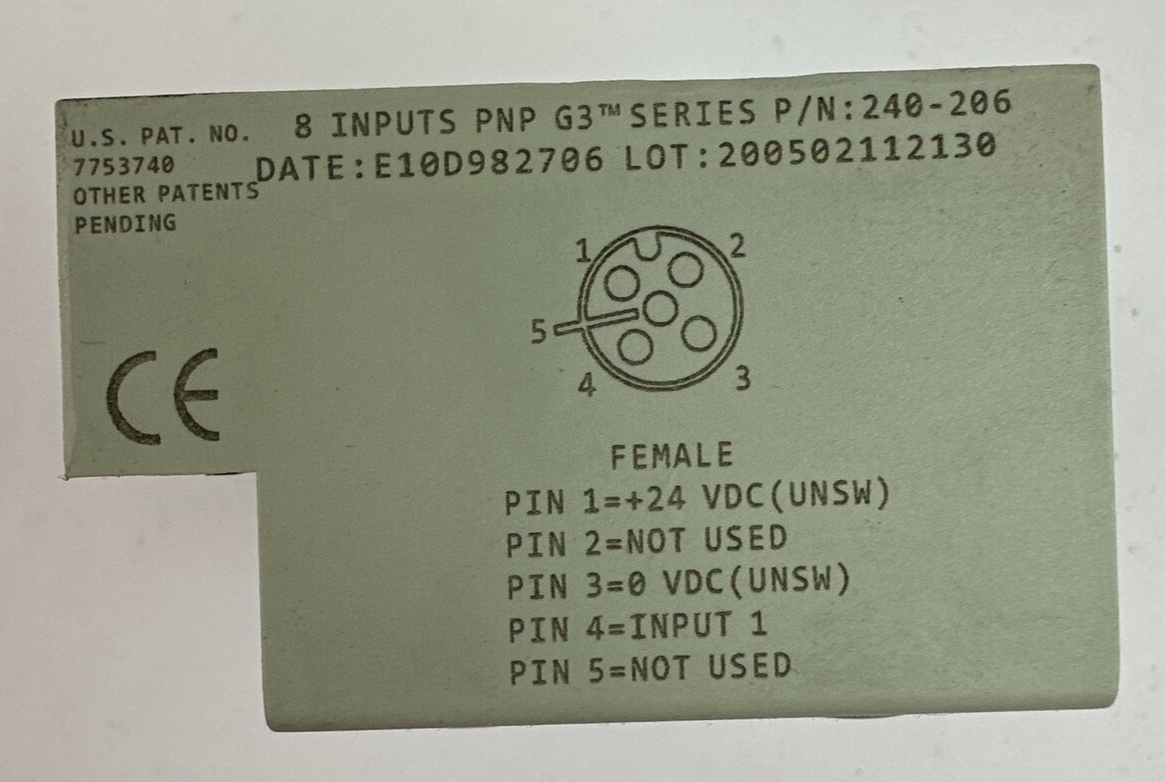 U.S. PAT. NO.
7753740
OTHER PATENTS
PENDING
8 INPUTS PNP G3™ SERIES P/N:240-206
DATE:E10D982706 LOT:200502112130
1
2
5
4
3
CE
FEMALE
PIN 1=+24 VDC(UNSW)
PIN 2=NOT USED
PIN 3=0 VDC(UNSW)
PIN 4=INPUT 1
PIN 5=NOT USED